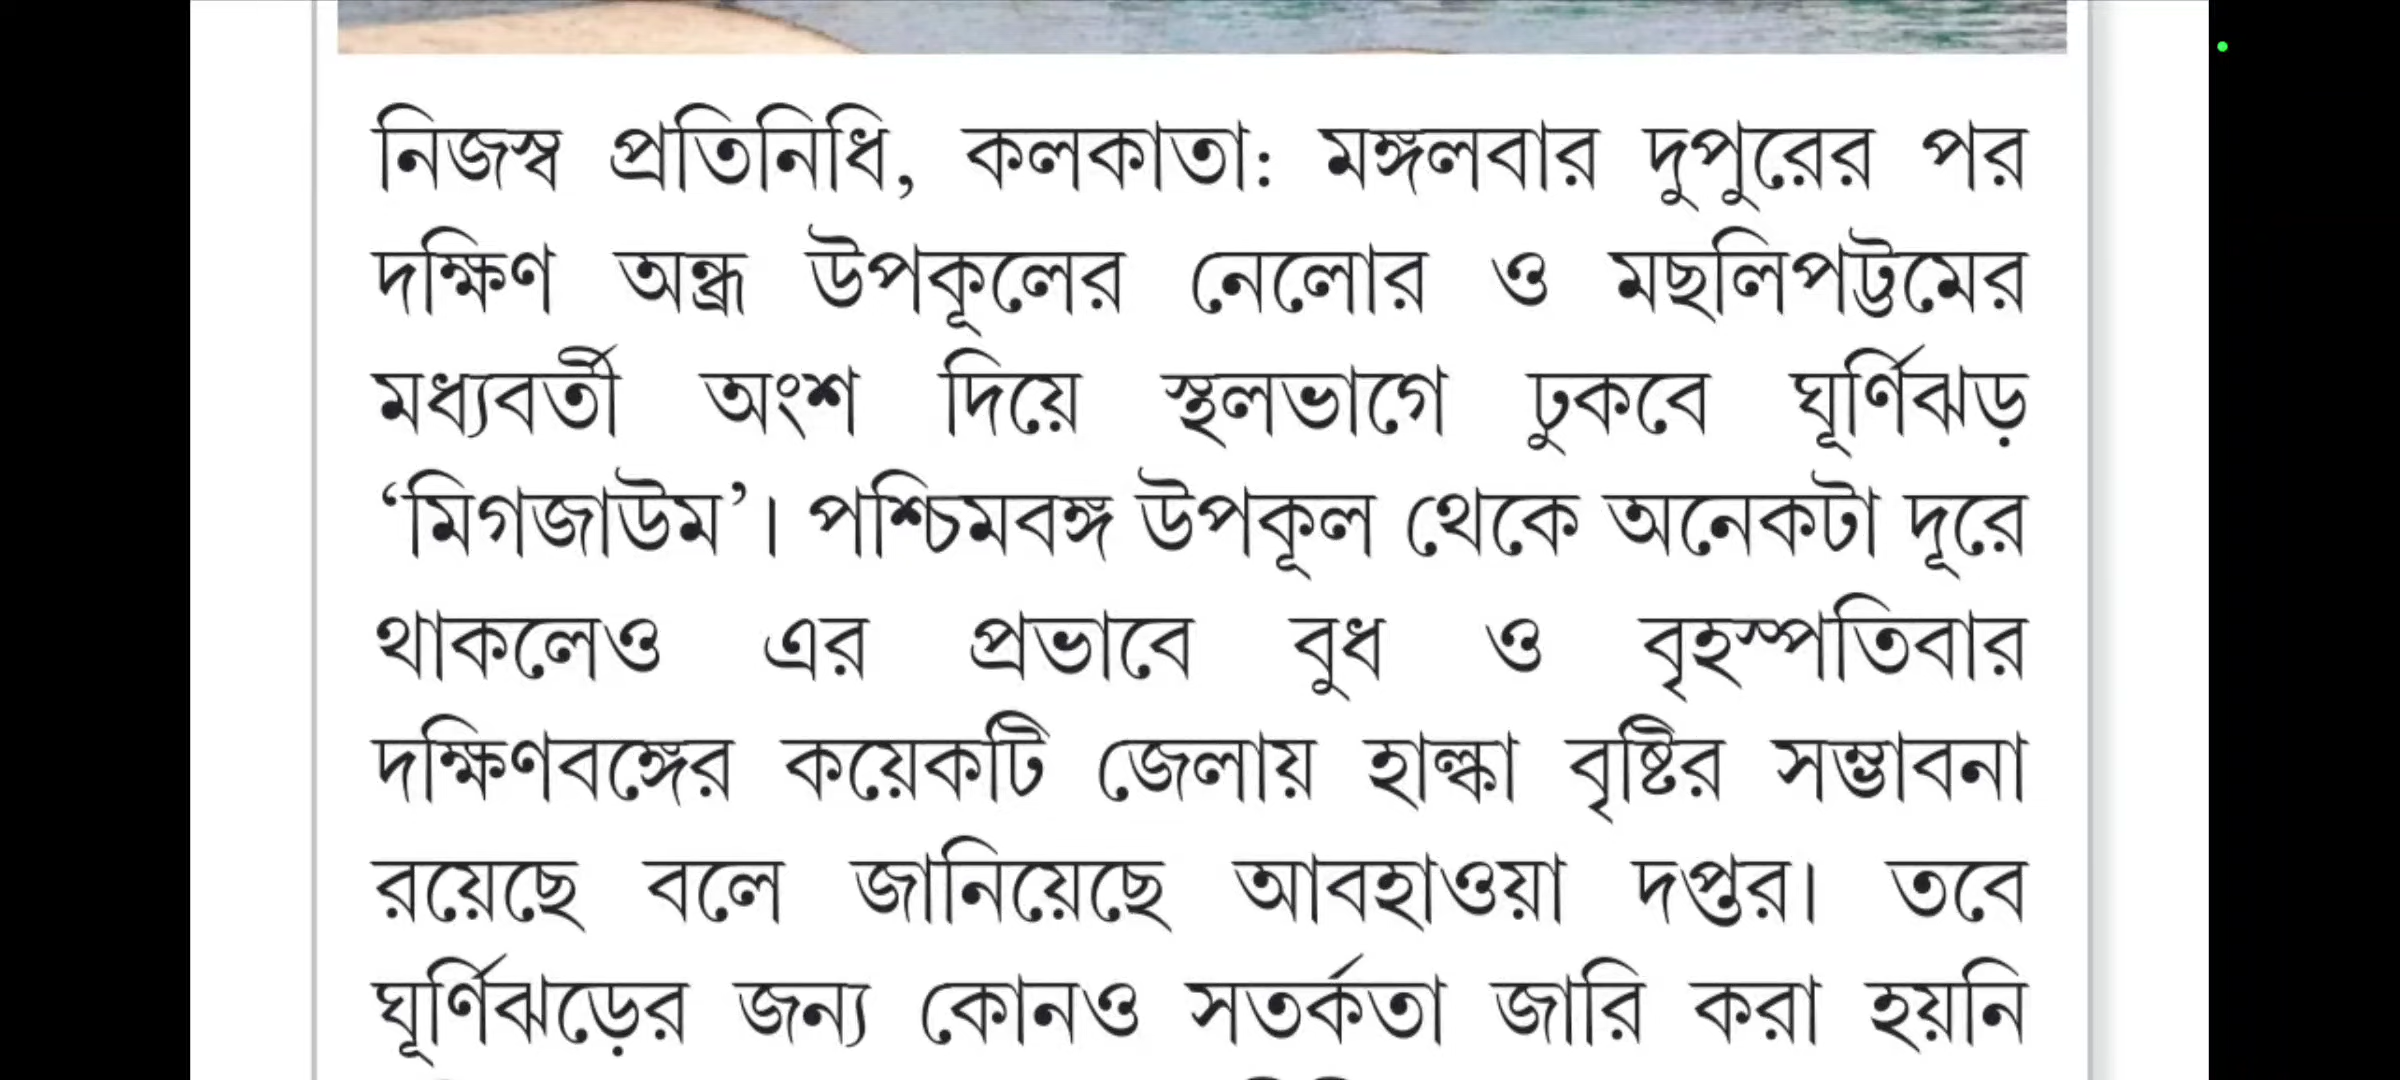 নিজস্ব প্রতিনিধি, কলকাতা: মঙ্গলবার দুপুরের পর
দক্ষিণ অন্ধ্র উপকূলের নেলোর ও মছলিপট্টমের
মধ্যবর্তী অংশ দিয়ে স্থলভাগে ঢুকবে ঘূর্ণিঝড়
‘মিগজাউম’। পশ্চিমবঙ্গ উপকূল থেকে অনেকটা দূরে
থাকলেও এর প্রভাবে বুধ ও বৃহস্পতিবার
দক্ষিণবঙ্গের কয়েকটি জেলায় হাল্কা বৃষ্টির সম্ভাবনা
রয়েছে বলে জানিয়েছে আবহাওয়া দপ্তর। তবে
ঘূর্ণিঝড়ের জন্য কোনও সতর্কতা জারি করা হয়নি